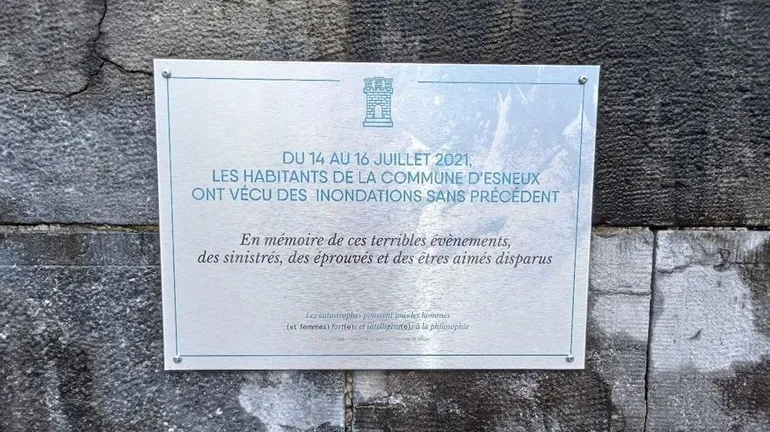 DU 14 AU 16 JUILLET 2021,
LES HABITANTS DE LA COMMUNE D'ESNEUX
ONT VÉCU DES INONDATIONS SANS PRÉCÉDENT
En mémoire de ces terribles évènements,
des sinistrés, des éprouvés et des êtres aimés disparus
Les catastrophes poussent tous les hommes
(et femmes) fort(e)s et intelligent(e)s à la philosophie